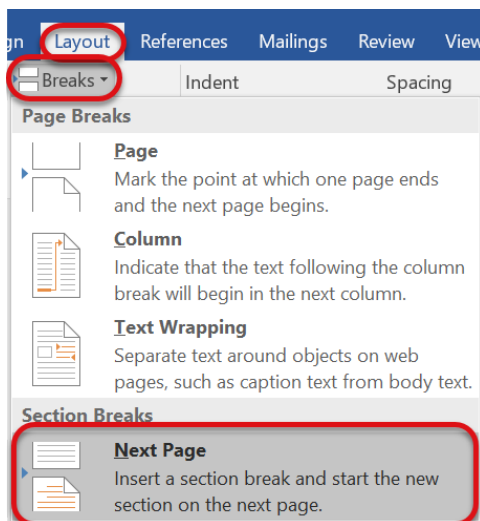 gn Layout References Mailings Review View
Breaks Indent Spacing
Page Breaks
Page
Mark the point at which one page ends
and the next page begins.
Column
Indicate that the text following the column
break will begin in the next column.
Text Wrapping
Separate text around objects on web
pages, such as caption text from body text.
Section Breaks
Next Page
Insert a section break and start the new
section on the next page.